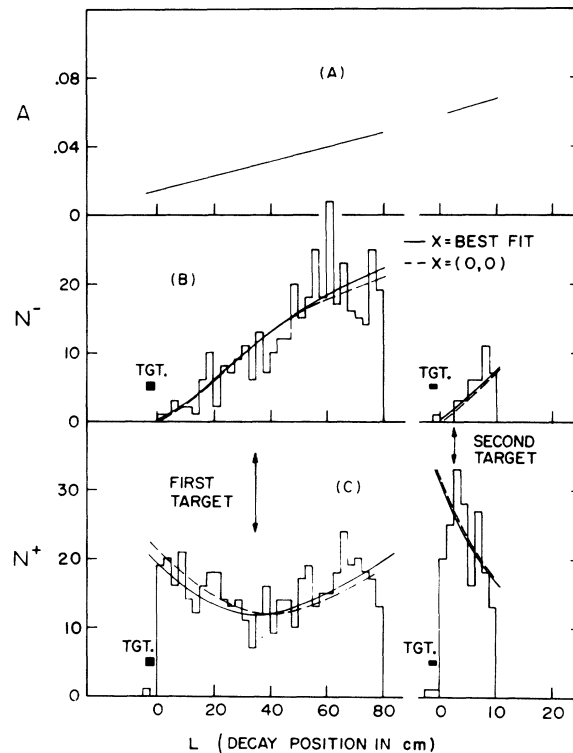 .08
(A)
A
.04
0
— X=BEST FIT
-- X=(0,0)
20
(B)
N⁻
10
TGT.
TGT.
0
FIRST
TARGET
SECOND
TARGET
30
(C)
N₊
20
10
TGT.
TGT.
0
0 20 40 60 80 0 10 20
L (DECAY POSITION IN cm)